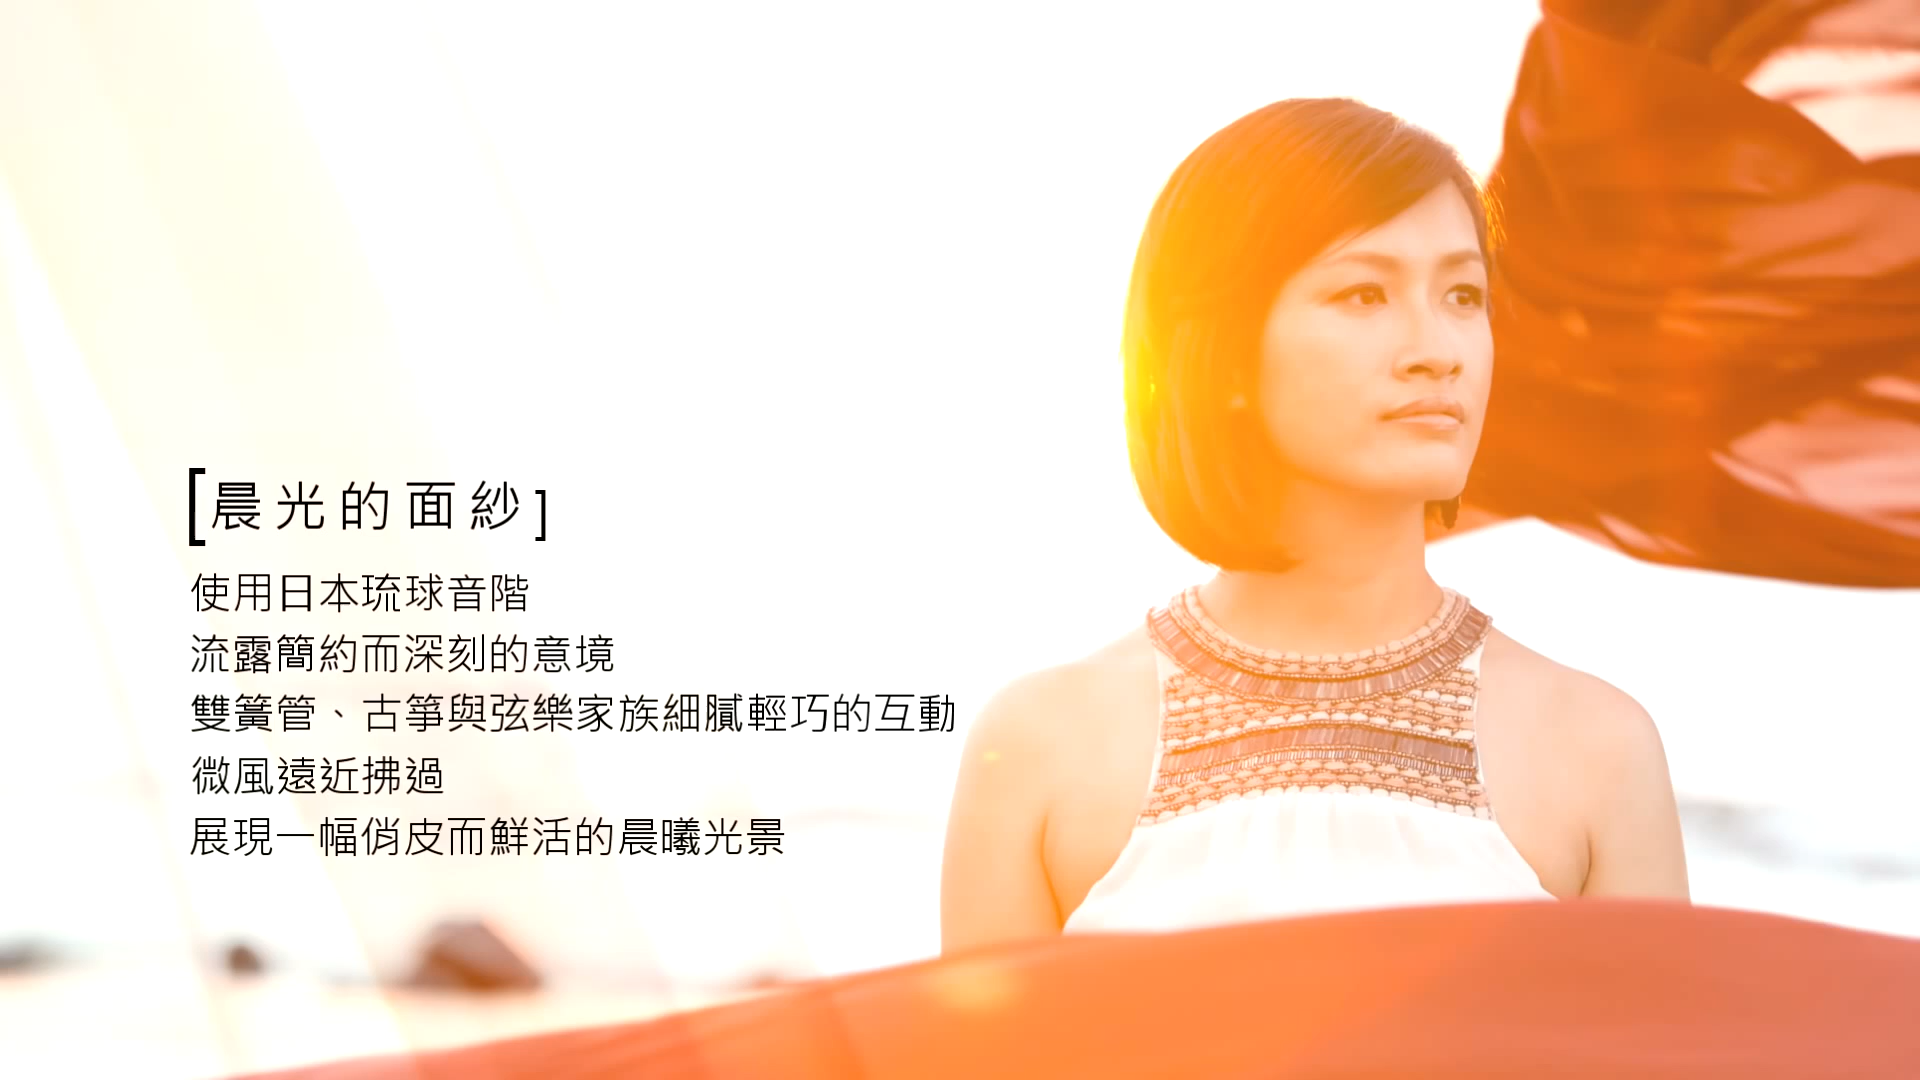 [晨光的面紗]
使用日本琉球音階
流露簡約而深刻的意境
雙簧管、古箏與弦樂家族細膩輕巧的互動
微風遠近拂過
展現一幅俏皮而鮮活的晨曦光景